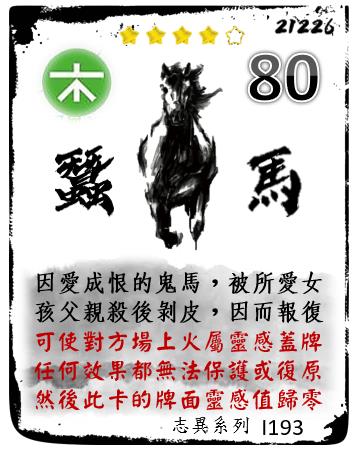 21226
木
80
蠶 馬
因愛成恨的鬼馬，被所愛女
孩父親殺後剝皮，因而報復
可使對方場上火屬靈感蓋牌
任何效果都無法保護或復原
然後此卡的牌面靈感值歸零
志異系列 I193